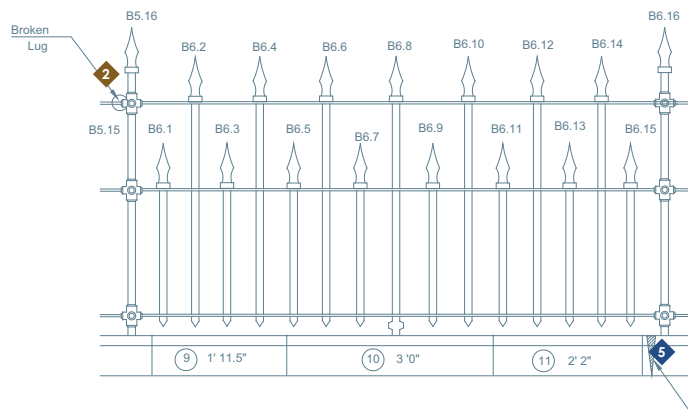 B5.16
B6.16
Broken
Lug
B6.2
B6.4
B6.6
B6.8
B6.10
B6.12
B6.14
2
B5.15
B6.1
B6.3
B6.5
B6.7
B6.9
B6.11
B6.13
B6.15
9
1' 11.5"
10
3 '0"
11
2' 2"
5